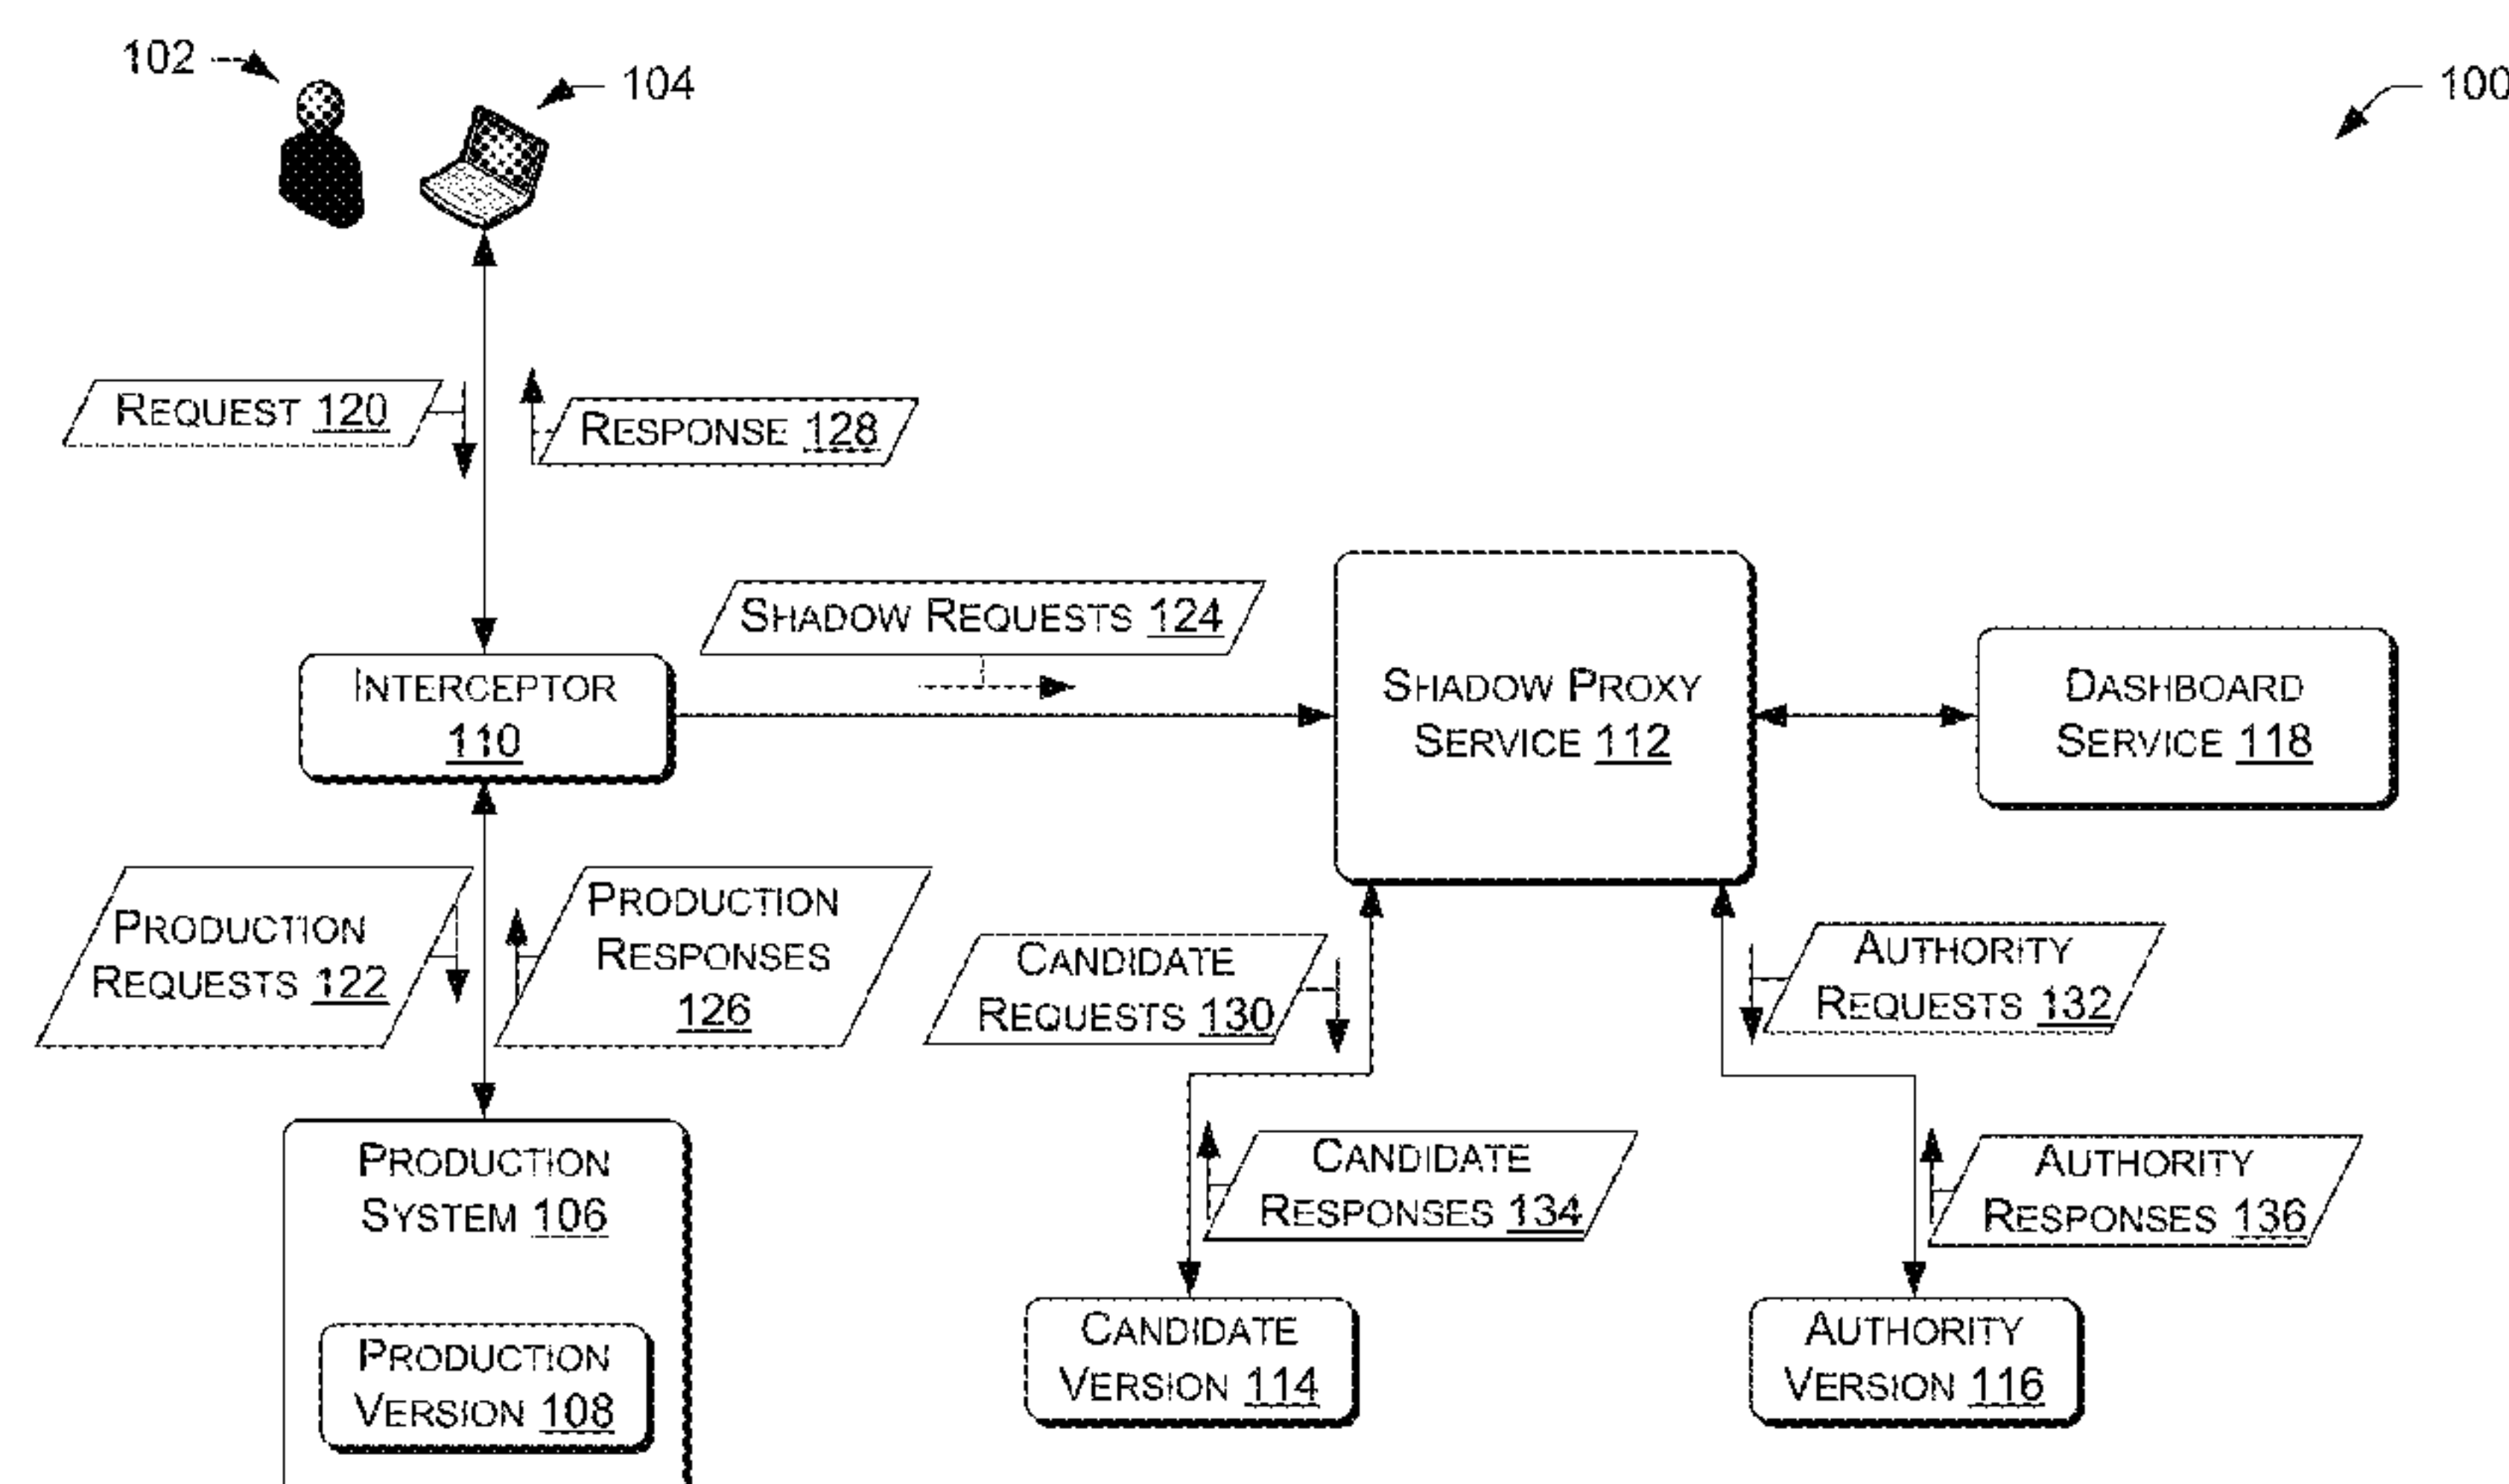 102
104
100
REQUEST 120
RESPONSE 128
SHADOW REQUESTS 124
INTERCEPTOR
110
SHADOW PROXY
SERVICE 112
DASHBOARD
SERVICE 118
PRODUCTION
REQUESTS 122
PRODUCTION
RESPONSES
126
CANDIDATE
REQUESTS 130
AUTHORITY
REQUESTS 132
PRODUCTION
SYSTEM 106
CANDIDATE
RESPONSES 134
AUTHORITY
RESPONSES 136
PRODUCTION
VERSION 108
CANDIDATE
VERSION 114
AUTHORITY
VERSION 116